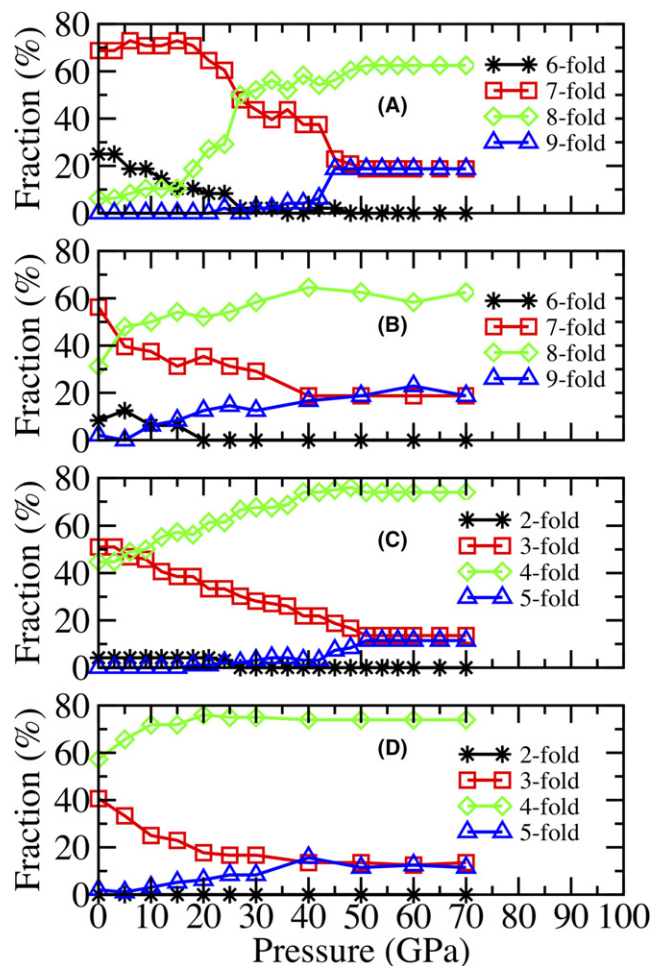 80
60
40
20
0
Fraction (%)
(A)
6-fold
7-fold
8-fold
9-fold
80
60
40
20
0
Fraction (%)
(B)
6-fold
7-fold
8-fold
9-fold
80
60
40
20
0
Fraction (%)
(C)
2-fold
3-fold
4-fold
5-fold
80
60
40
20
0
Fraction (%)
(D)
2-fold
3-fold
4-fold
5-fold
0 10 20 30 40 50 60 70 80 90 100
Pressure (GPa)